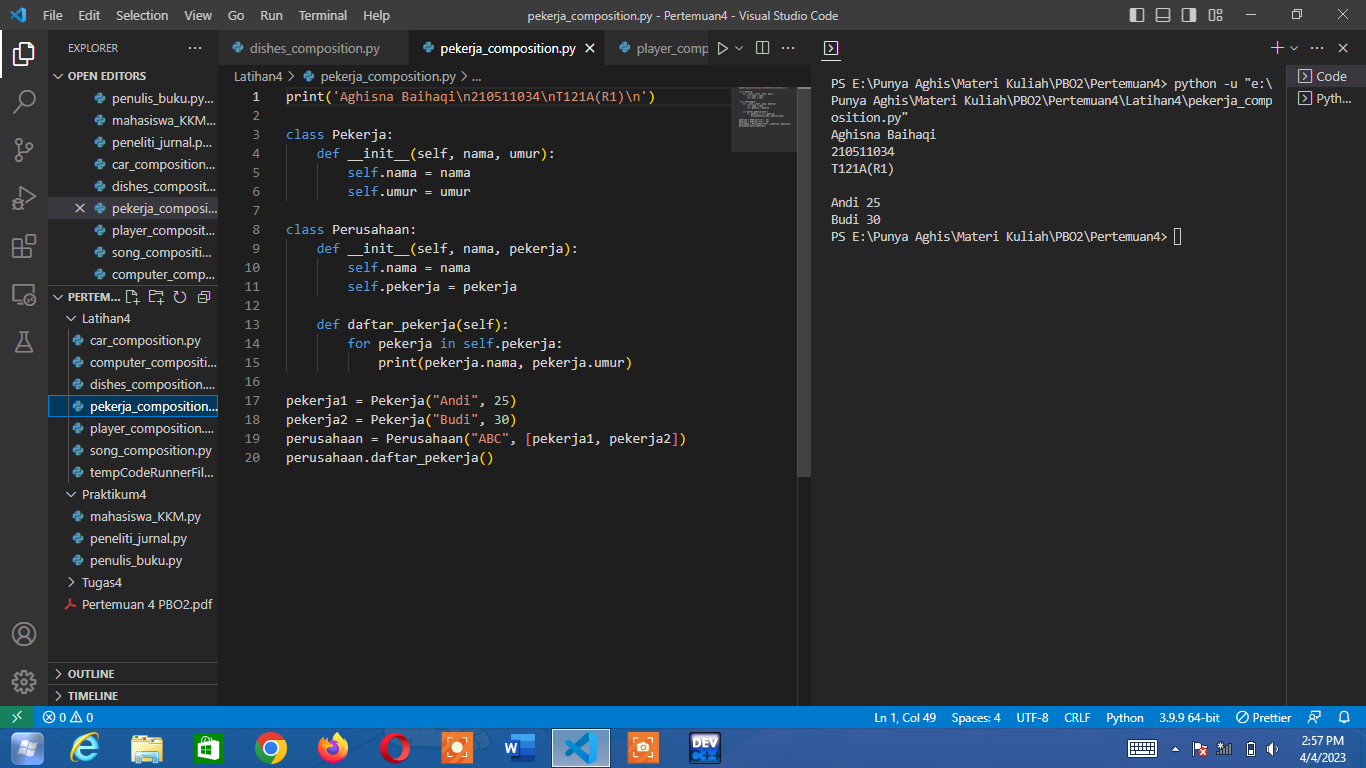 File Edit Selection View Go Run Terminal Help
pekerja_composition.py - Pertemuan4 - Visual Studio Code
EXPLORER
OPEN EDITORS
penulis_buku.py...
mahasiswa_KKM...
peneliti_jurnal.p...
car_composition...
dishes_composit...
pekerja_composi...
player_composit...
song_compositi...
computer_comp...
PERTEM...
Latihan4
car_composition.py
computer_compositi...
dishes_composition....
pekerja_composition...
player_composition....
song_composition.py
tempCodeRunnerFil...
Praktikum4
mahasiswa_KKM.py
peneliti_jurnal.py
penulis_buku.py
Tugas4
Pertemuan 4 PBO2.pdf
OUTLINE
TIMELINE
dishes_composition.py
pekerja_composition.py
player_comp
Latihan4 > pekerja_composition.py > ...
1 print('Aghisna Baihaqi\n210511034\nT121A(R1)\n')
2
3 class Pekerja:
4 def __init__(self, nama, umur):
5 self.nama = nama
6 self.umur = umur
7
8 class Perusahaan:
9 def __init__(self, nama, pekerja):
10 self.nama = nama
11 self.pekerja = pekerja
12
13 def daftar_pekerja(self):
14 for pekerja in self.pekerja:
15 print(pekerja.nama, pekerja.umur)
16
17 pekerja1 = Pekerja("Andi", 25)
18 pekerja2 = Pekerja("Budi", 30)
19 perusahaan = Perusahaan("ABC", [pekerja1, pekerja2])
20 perusahaan.daftar_pekerja()
PS E:\Punya Aghis\Materi Kuliah\PBO2\Pertemuan4> python -u "e:\
Punya Aghis\Materi Kuliah\PBO2\Pertemuan4\Latihan4\pekerja_comp
osition.py"
Aghisna Baihaqi
210511034
T121A(R1)
Andi 25
Budi 30
PS E:\Punya Aghis\Materi Kuliah\PBO2\Pertemuan4>
Code
Pyth...
0 0
Ln 1, Col 49 Spaces: 4 UTF-8 CRLF Python 3.9.9 64-bit Prettier
W
DEV
C++
2:57 PM
4/4/2023